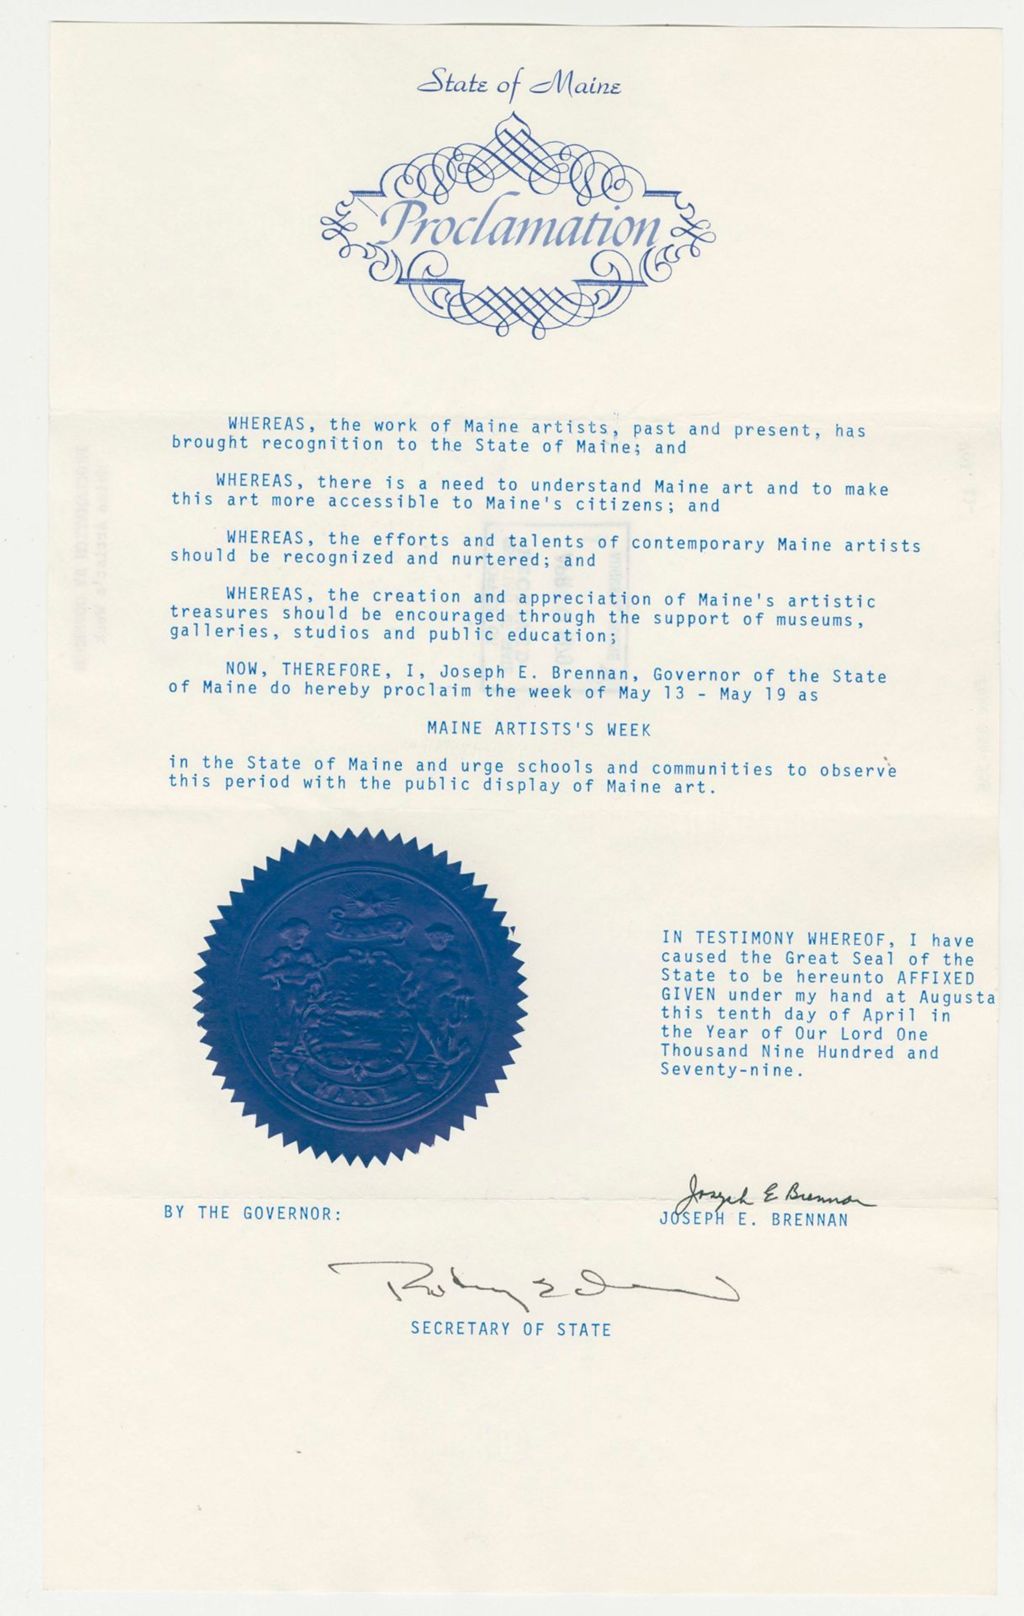 State of Maine
Proclamation
WHEREAS, the work of Maine artists, past and present, has
brought recognition to the State of Maine; and
WHEREAS, there is a need to understand Maine art and to make
this art more accessible to Maine's citizens; and
WHEREAS, the efforts and talents of contemporary Maine artists
should be recognized and nurtered; and
WHEREAS, the creation and appreciation of Maine's artistic
treasures should be encouraged through the support of museums,
galleries, studios and public education;
NOW, THEREFORE, I, Joseph E. Brennan, Governor of the State
of Maine do hereby proclaim the week of May 13 - May 19 as
MAINE ARTISTS'S WEEK
in the State of Maine and urge schools and communities to observe
this period with the public display of Maine art.
MAINE
IN TESTIMONY WHEREOF, I have
caused the Great Seal of the
State to be hereunto AFFIXED
GIVEN under my hand at Augusta
this tenth day of April in
the Year of Our Lord One
Thousand Nine Hundred and
Seventy-nine.
Joseph E Brennan
BY THE GOVERNOR:
JOSEPH E. BRENNAN
SECRETARY OF STATE